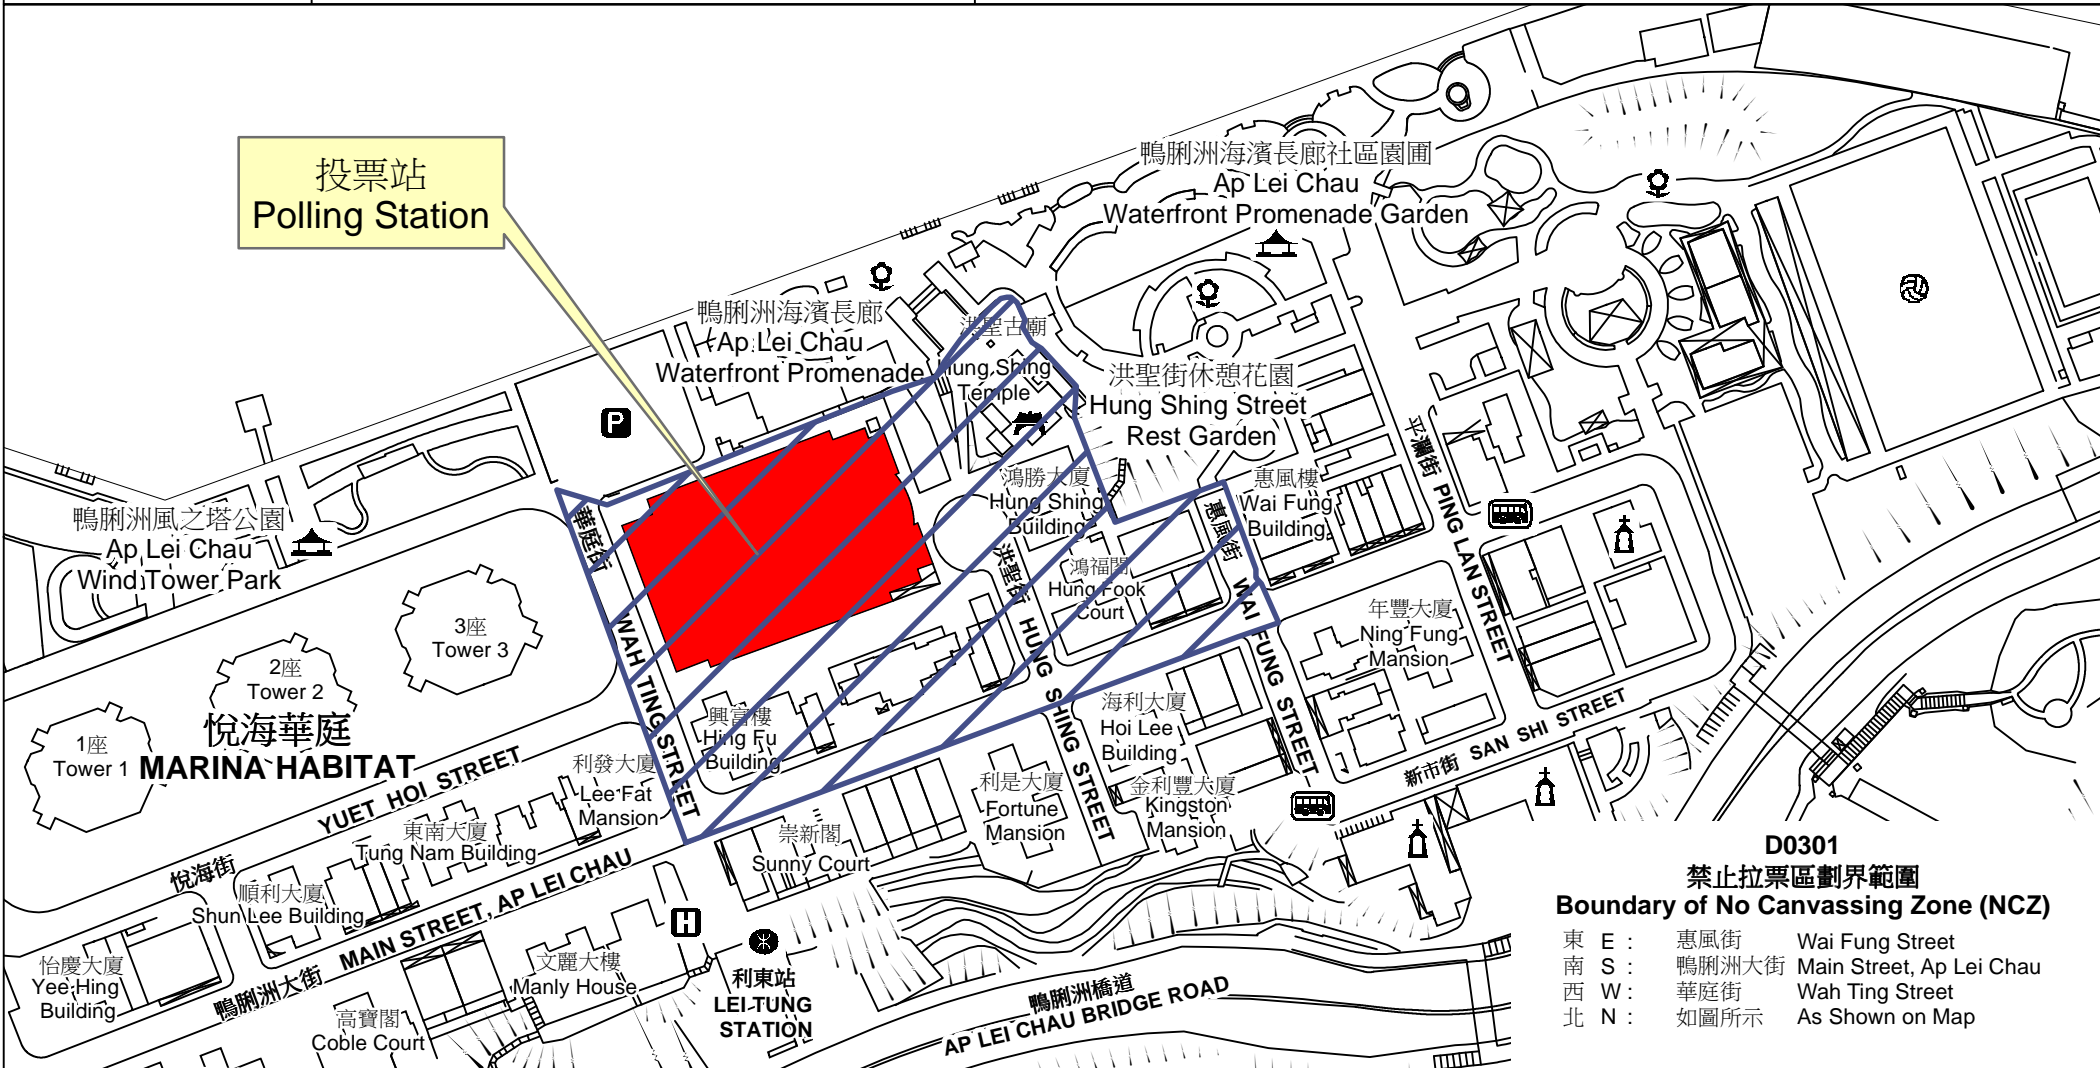 投票站
Polling Station
鴨脷洲海濱長廊社區園圃
Ap Lei Chau
Waterfront Promenade Garden
鴨脷洲海濱長廊
Ap Lei Chau
Waterfront Promenade
洪聖古廟
Hung Shing
Temple
洪聖街休憩花園
Hung Shing Street
Rest Garden
P
鴨脷洲風之塔公園
Ap Lei Chau
Wind Tower Park
鴻勝大廈
Hung Shing
Building
惠風樓
Wai Fung
Building
平瀾街 PING LAN STREET
華庭街
WAH TING STREET
洪聖街 HUNG SHING STREET
惠風街 WAI FUNG STREET
鴻福閣
Hung Fook
Court
年豐大廈
Ning Fung
Mansion
3座
Tower 3
2座
Tower 2
1座
Tower 1
悅海華庭
MARINA HABITAT
興富樓
Hing Fu
Building
海利大廈
Hoi Lee
Building
利發大廈
Lee Fat
Mansion
利是大廈
Fortune
Mansion
金利豐大廈
Kingston
Mansion
新市街 SAN SHI STREET
悅海街 YUET HOI STREET
東南大廈
Tung Nam Building
崇新閣
Sunny Court
順利大廈
Shun Lee Building
鴨脷洲大街 MAIN STREET, AP LEI CHAU
H
怡慶大廈
Yee Hing
Building
文麗大樓
Manly House
利東站
LEI TUNG
STATION
高寶閣
Coble Court
鴨脷洲橋道
AP LEI CHAU BRIDGE ROAD
D0301
禁止拉票區劃界範圍
Boundary of No Canvassing Zone (NCZ)
東 E : 惠風街 Wai Fung Street
南 S : 鴨脷洲大街 Main Street, Ap Lei Chau
西 W : 華庭街 Wah Ting Street
北 N : 如圖所示 As Shown on Map